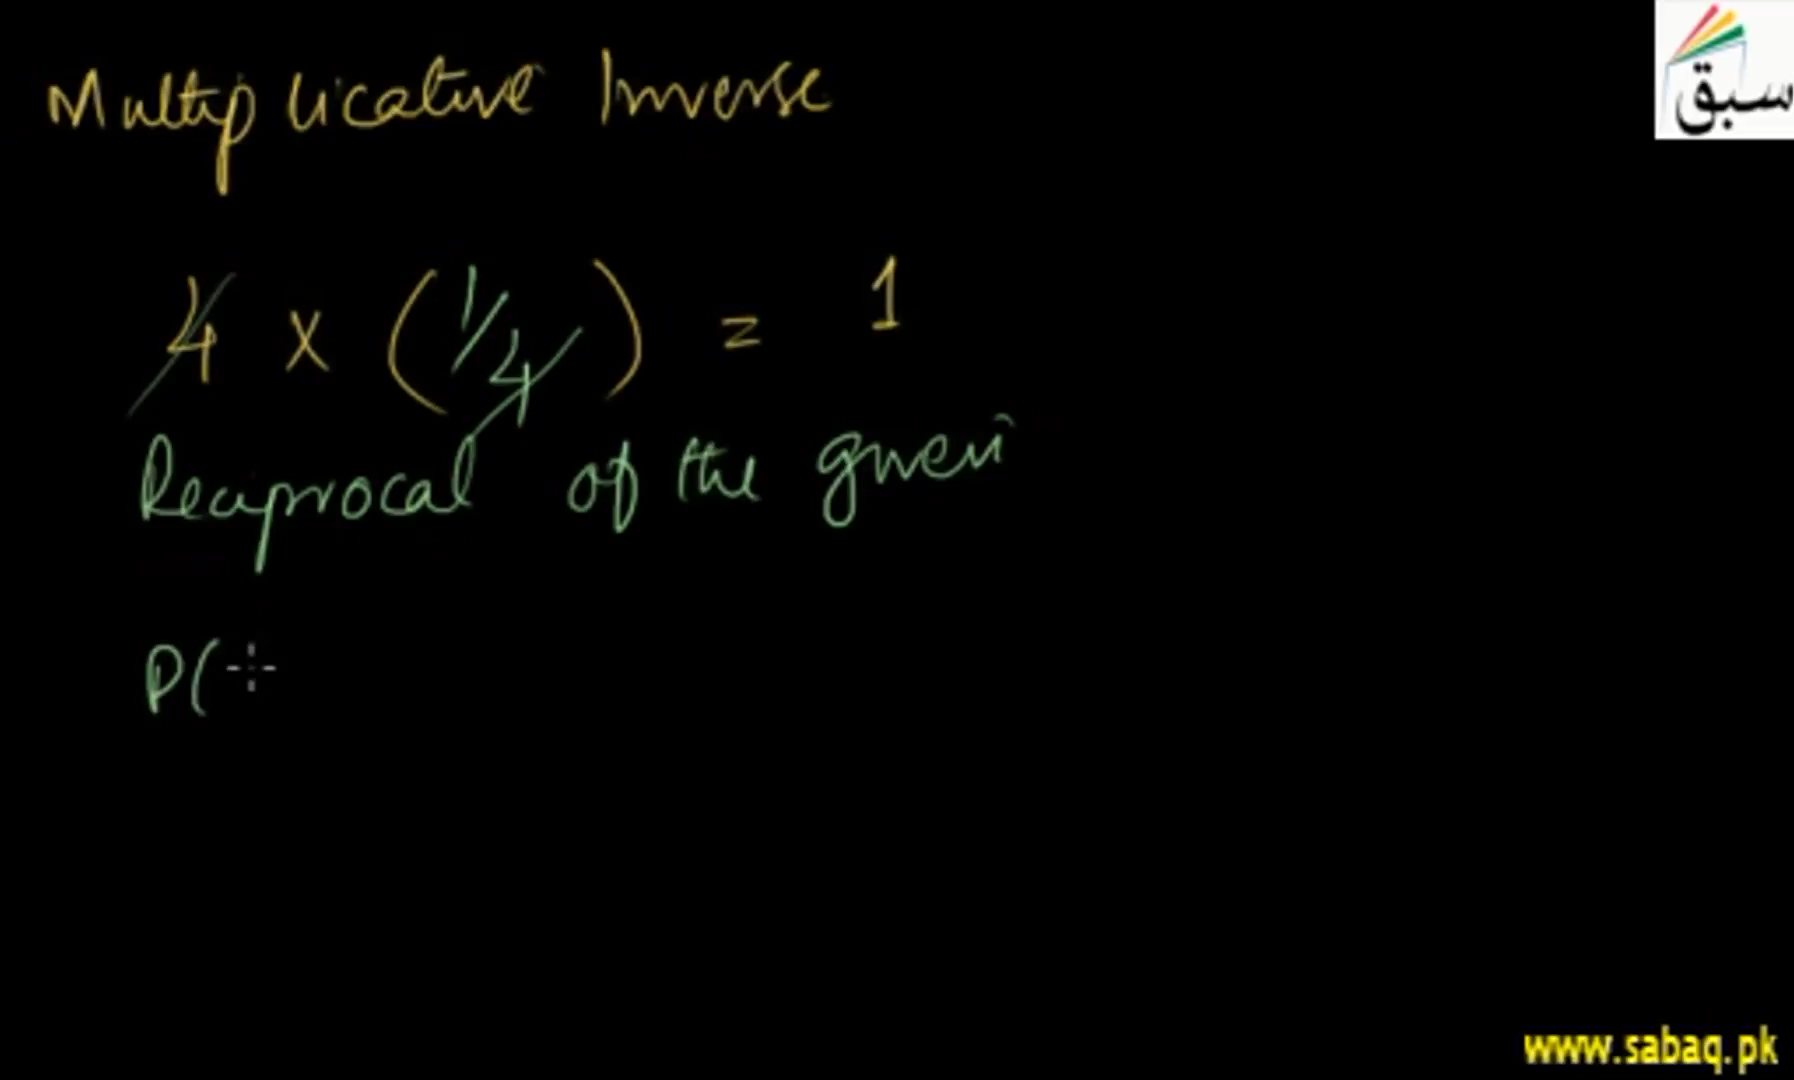 Multiplicative Inverse
سبق
4 × (1/4) = 1
Reciprocal of the given
P(
www.sabaq.pk